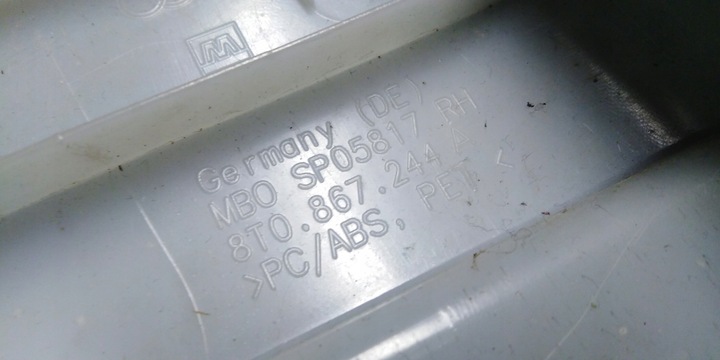 Germany (DE)
MBO SP05817 RH
8T0.867.244 A
>PC/ABS, PET <